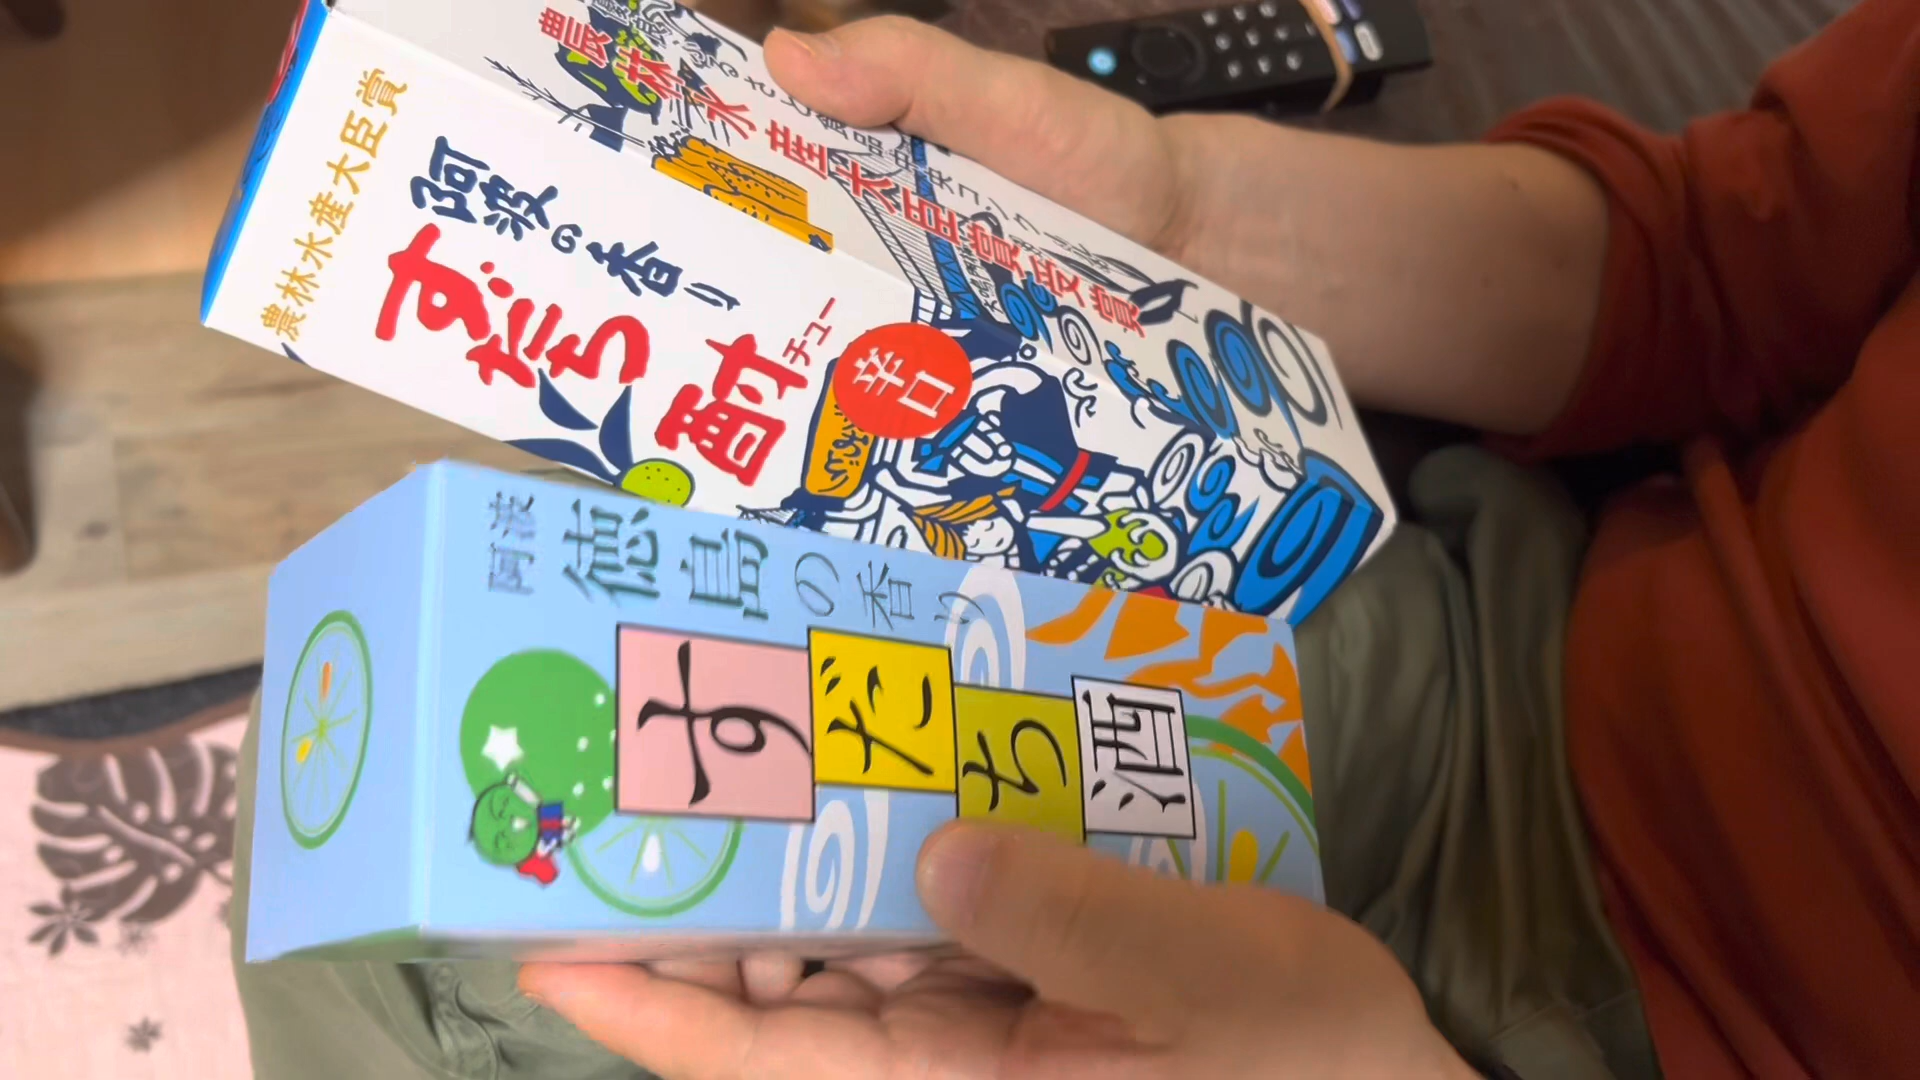 農林水産大臣賞
阿波の香り
すだち
酎
チュー
辛口
農林水産大臣賞受賞
阿波
徳島の香り
すだち酒